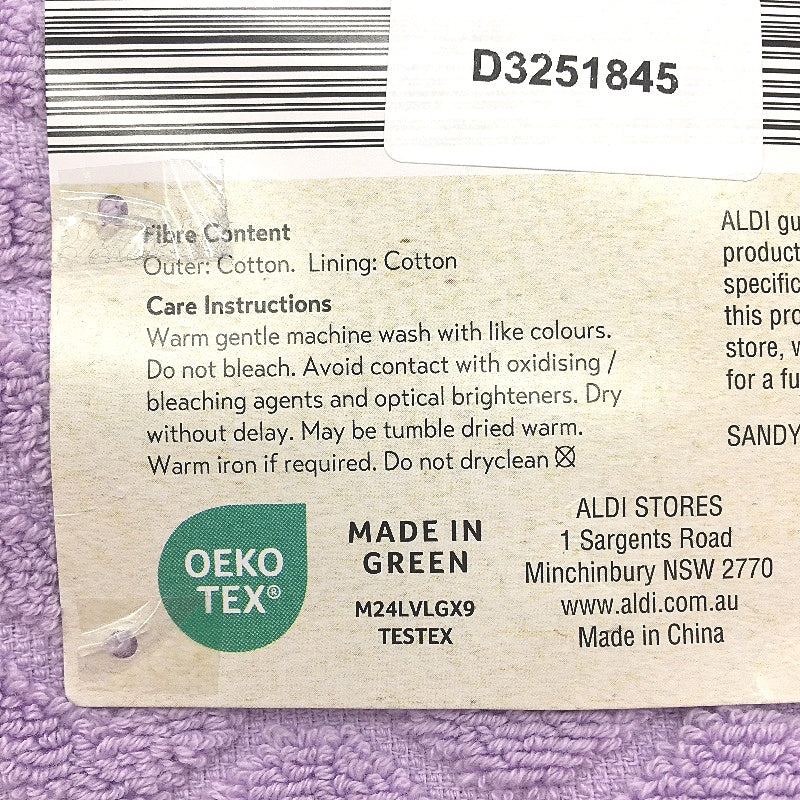 D3251845
Fibre Content
Outer: Cotton. Lining: Cotton
Care Instructions
Warm gentle machine wash with like colours.
Do not bleach. Avoid contact with oxidising /
bleaching agents and optical brighteners. Dry
without delay. May be tumble dried warm.
Warm iron if required. Do not dryclean
ALDI gu
product
specific
this pro
store, w
for a fu
SANDY
OEKO
TEX®
MADE IN
GREEN
M24LVLGX9
TESTEX
ALDI STORES
1 Sargents Road
Minchinbury NSW 2770
www.aldi.com.au
Made in China